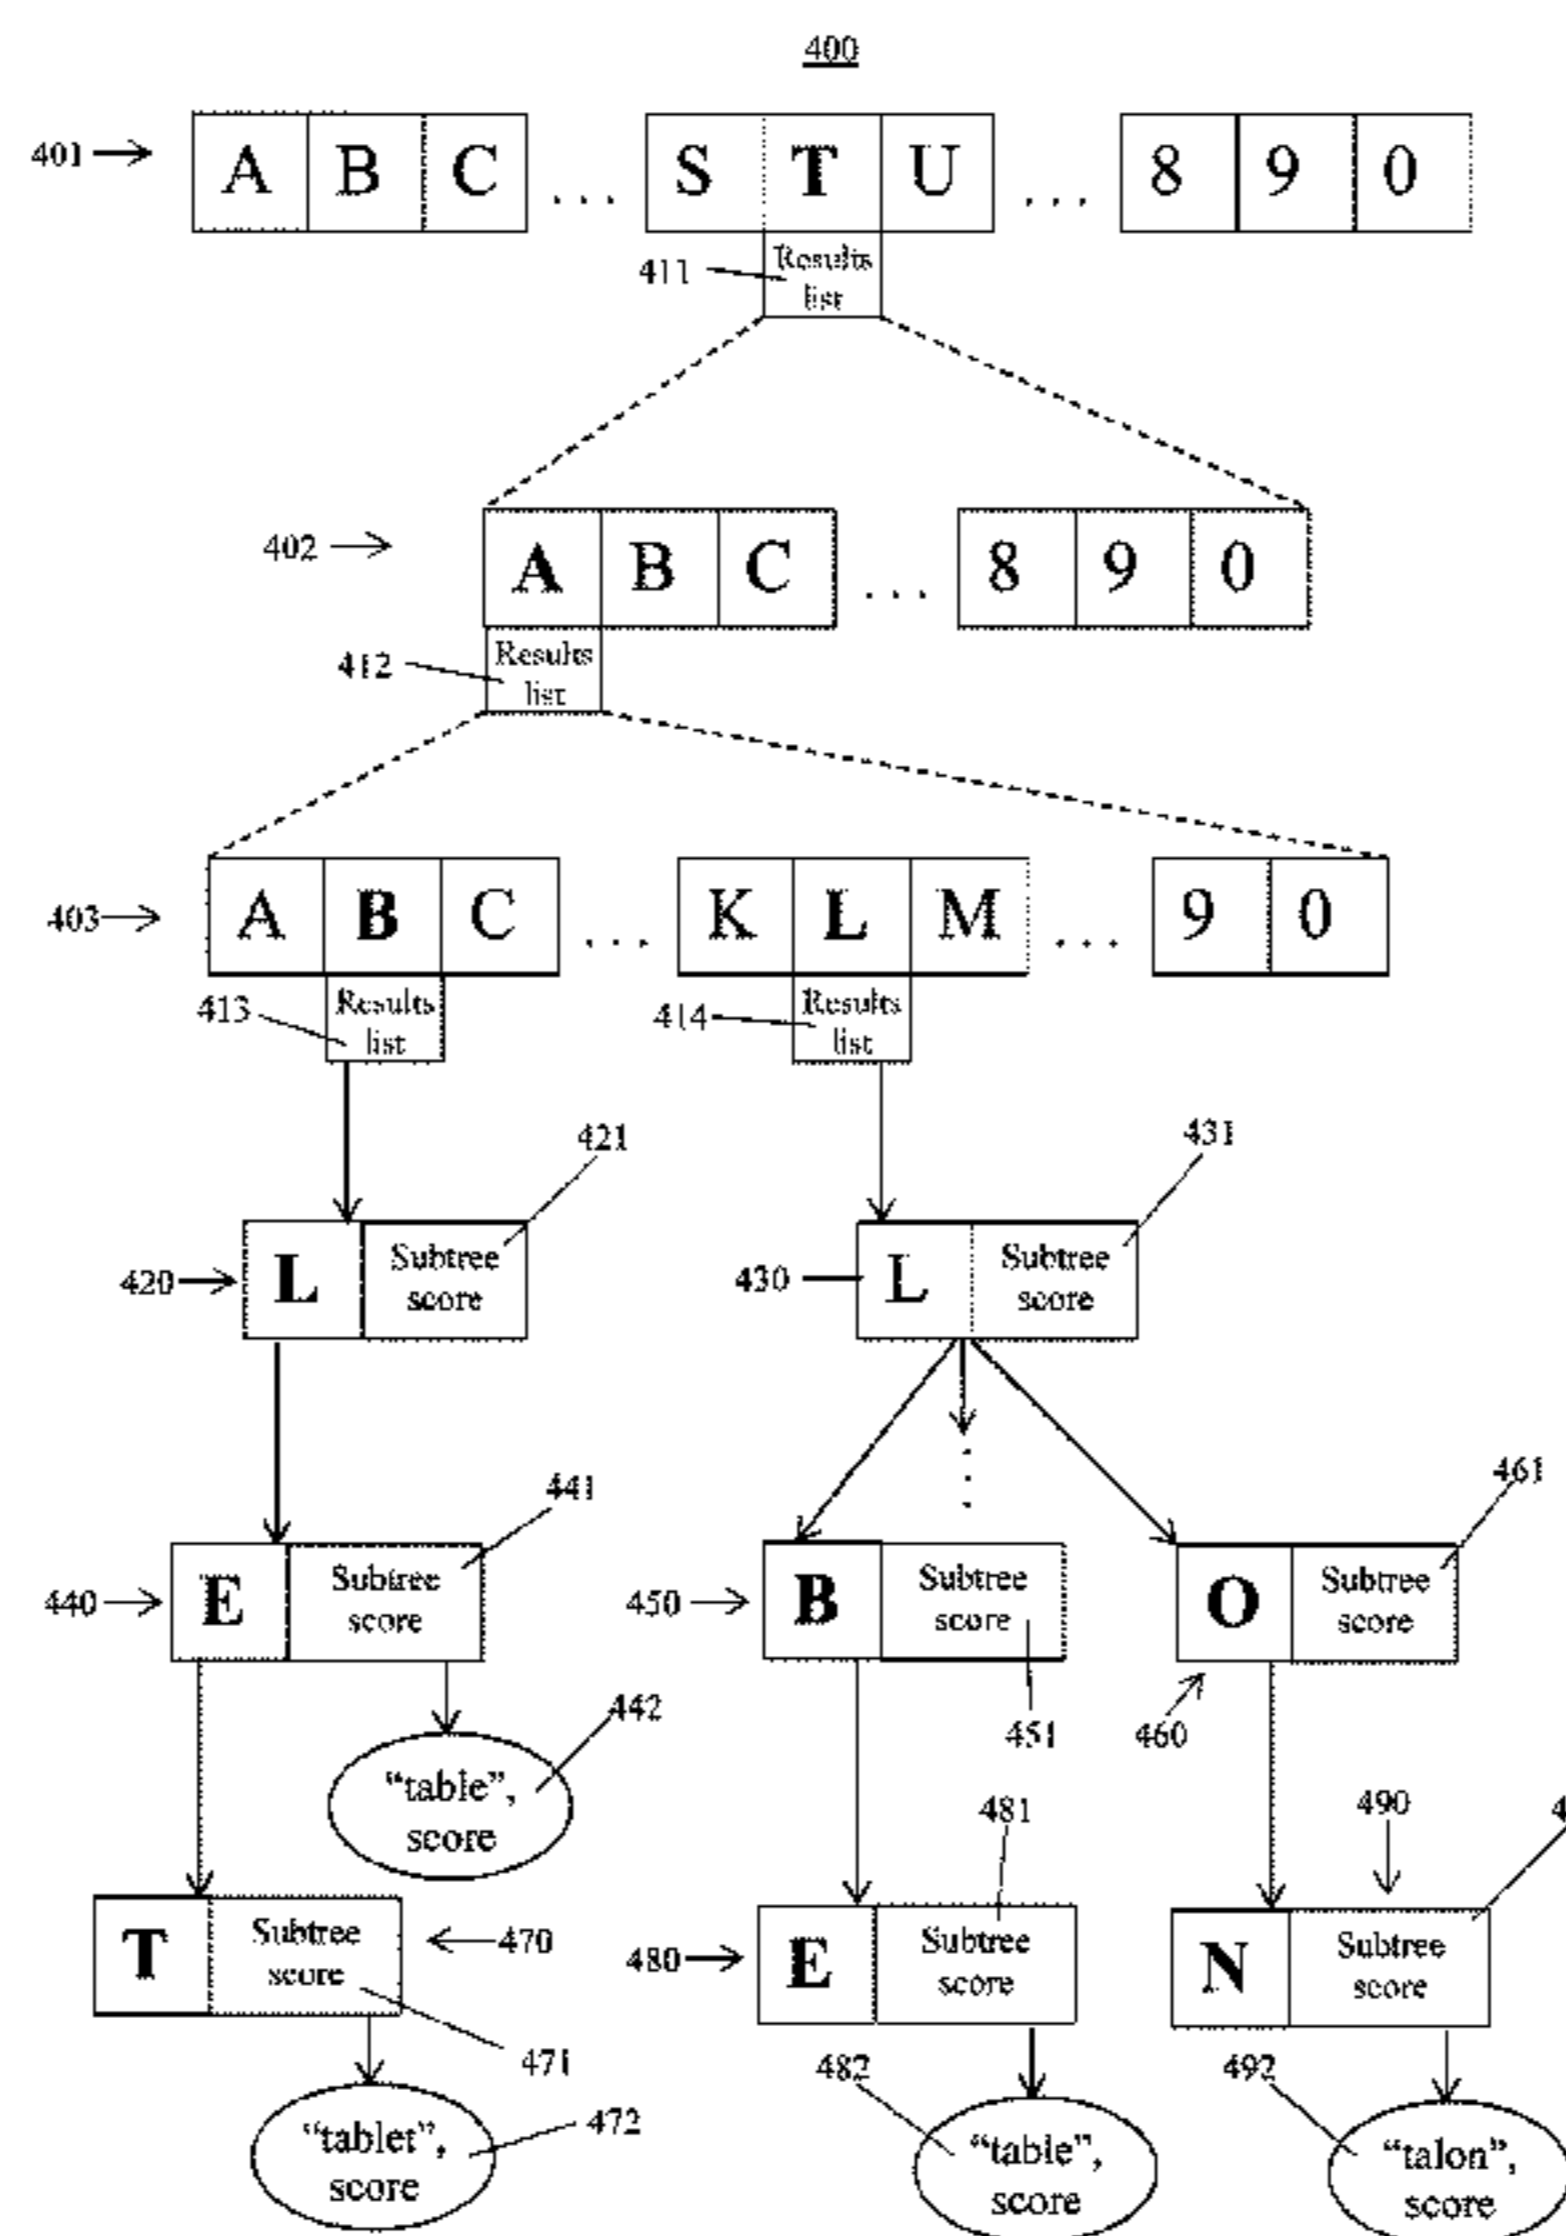 400
401 A B C ... S T U ... 8 9 0
411 Results list
402 A B C ... 8 9 0
412 Results list
403 A B C ... K L M ... 9 0
413 Results list
414 Results list
421
431
420 L Subtree score
430 L Subtree score
441
461
440 E Subtree score
450 B Subtree score
O Subtree score
442
451
460
"table", score
481
490
4
T Subtree score 470
480 E Subtree score
N Subtree score
471
482
492
"tablet", score
472
"table", score
"talon", score